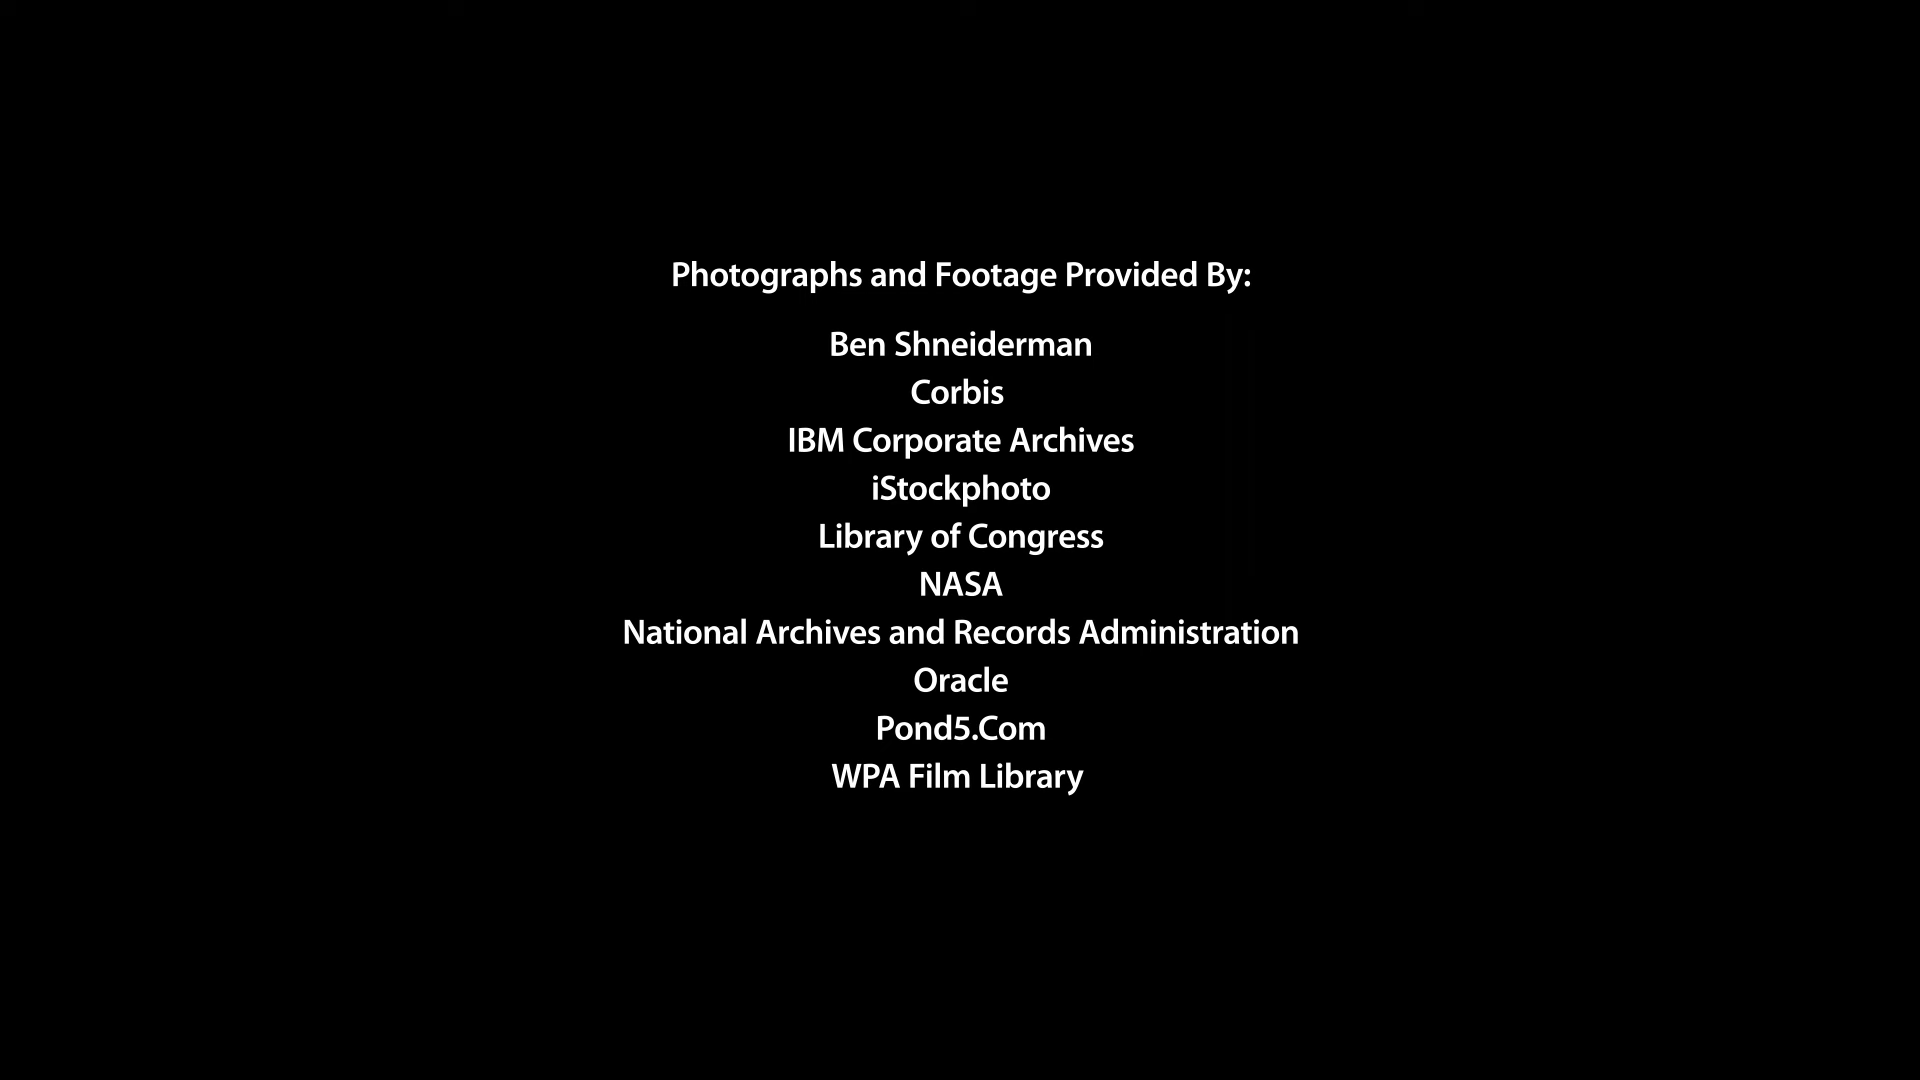 Photographs and Footage Provided By:
Ben Shneiderman
Corbis
IBM Corporate Archives
iStockphoto
Library of Congress
NASA
National Archives and Records Administration
Oracle
Pond5.Com
WPA Film Library